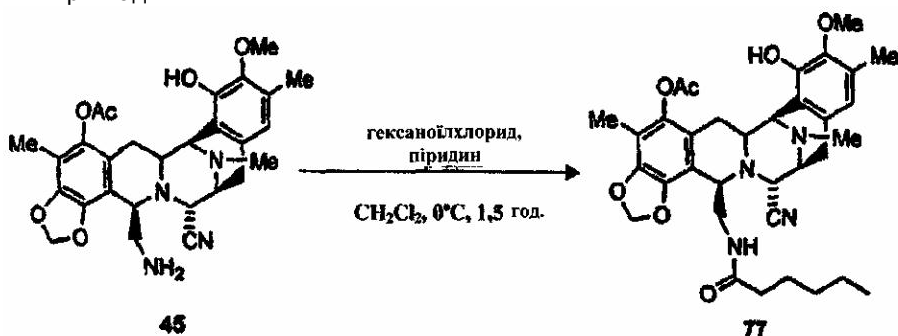 OMe
HO
Me
OAc
Me
N
Me
N
O
O
CN
NH₂
45
гексаноїлхлорид,
піридин
CH₂Cl₂, 0°C, 1,5 год.
OMe
HO
Me
OAc
Me
N
Me
N
O
O
CN
NH
O
77